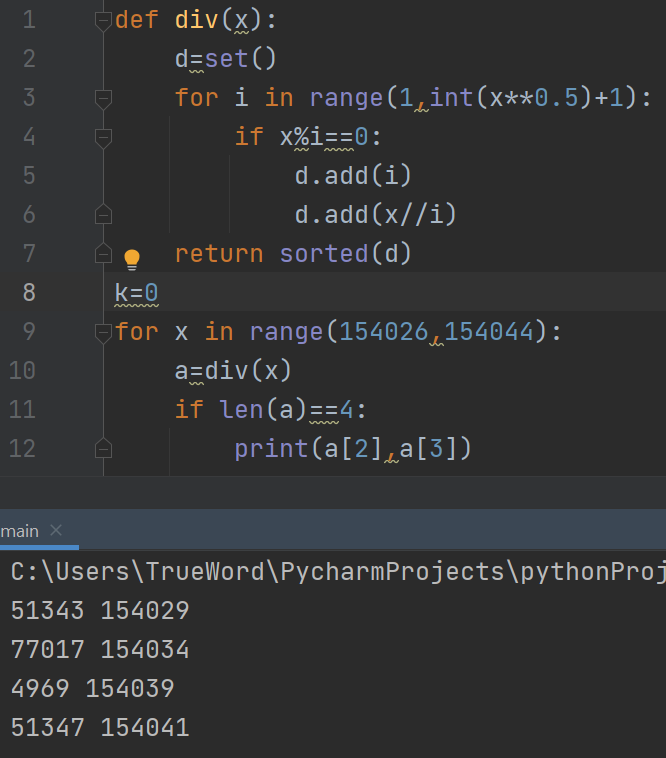 1 def div(x):
2 d=set()
3 for i in range(1,int(x**0.5)+1):
4 if x%i==0:
5 d.add(i)
6 d.add(x//i)
7 return sorted(d)
8 k=0
9 for x in range(154026,154044):
10 a=div(x)
11 if len(a)==4:
12 print(a[2],a[3])
main
C:\Users\TrueWord\PycharmProjects\pythonProj
51343 154029
77017 154034
4969 154039
51347 154041